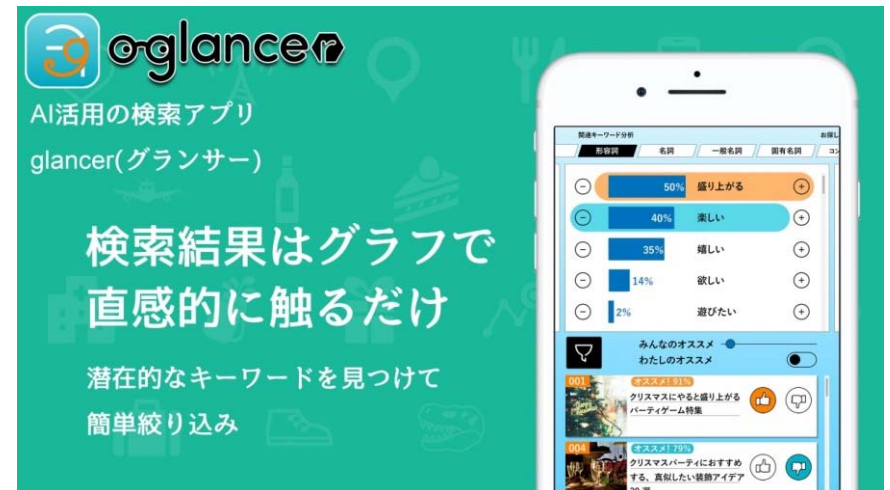 glancer
AI活用の検索アプリ
glancer(グランサー)
検索結果はグラフで
直感的に触るだけ
潜在的なキーワードを見つけて
簡単絞り込み
関連キーワード分析
お探し
形容詞
名詞
一般名詞
固有名詞
コン
50% 盛り上がる
40% 楽しい
35% 嬉しい
14% 欲しい
2% 遊びたい
みんなのオススメ
わたしのオススメ
001 オススメ! 91%
クリスマスにやると盛り上がる
パーティゲーム特集
004 オススメ! 79%
クリスマスパーティにおすすめ
する、真似したい装飾アイデア